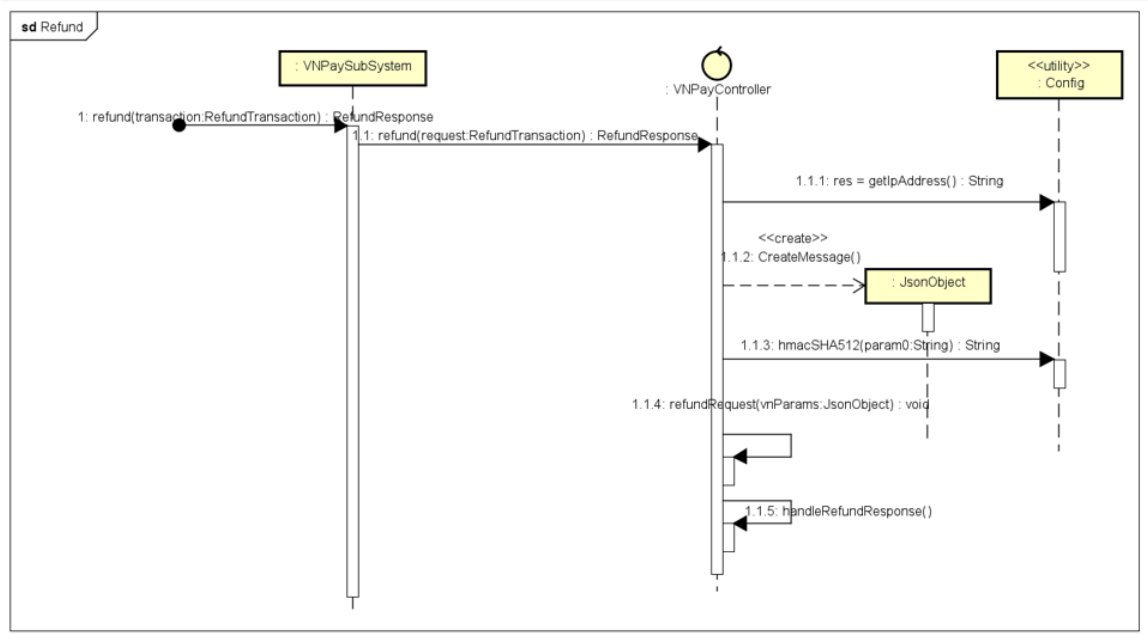 sd Refund
: VNPaySubSystem
: VNPayController
<<utility>>
: Config
1: refund(transaction:RefundTransaction) : RefundResponse
1.1: refund(request:RefundTransaction) : RefundResponse
1.1.1: res = getIpAddress() : String
<<create>>
1.1.2: CreateMessage()
: JsonObject
1.1.3: hmacSHA512(param0:String) : String
1.1.4: refundRequest(vnParams:JsonObject) : void
1.1.5: handleRefundResponse()